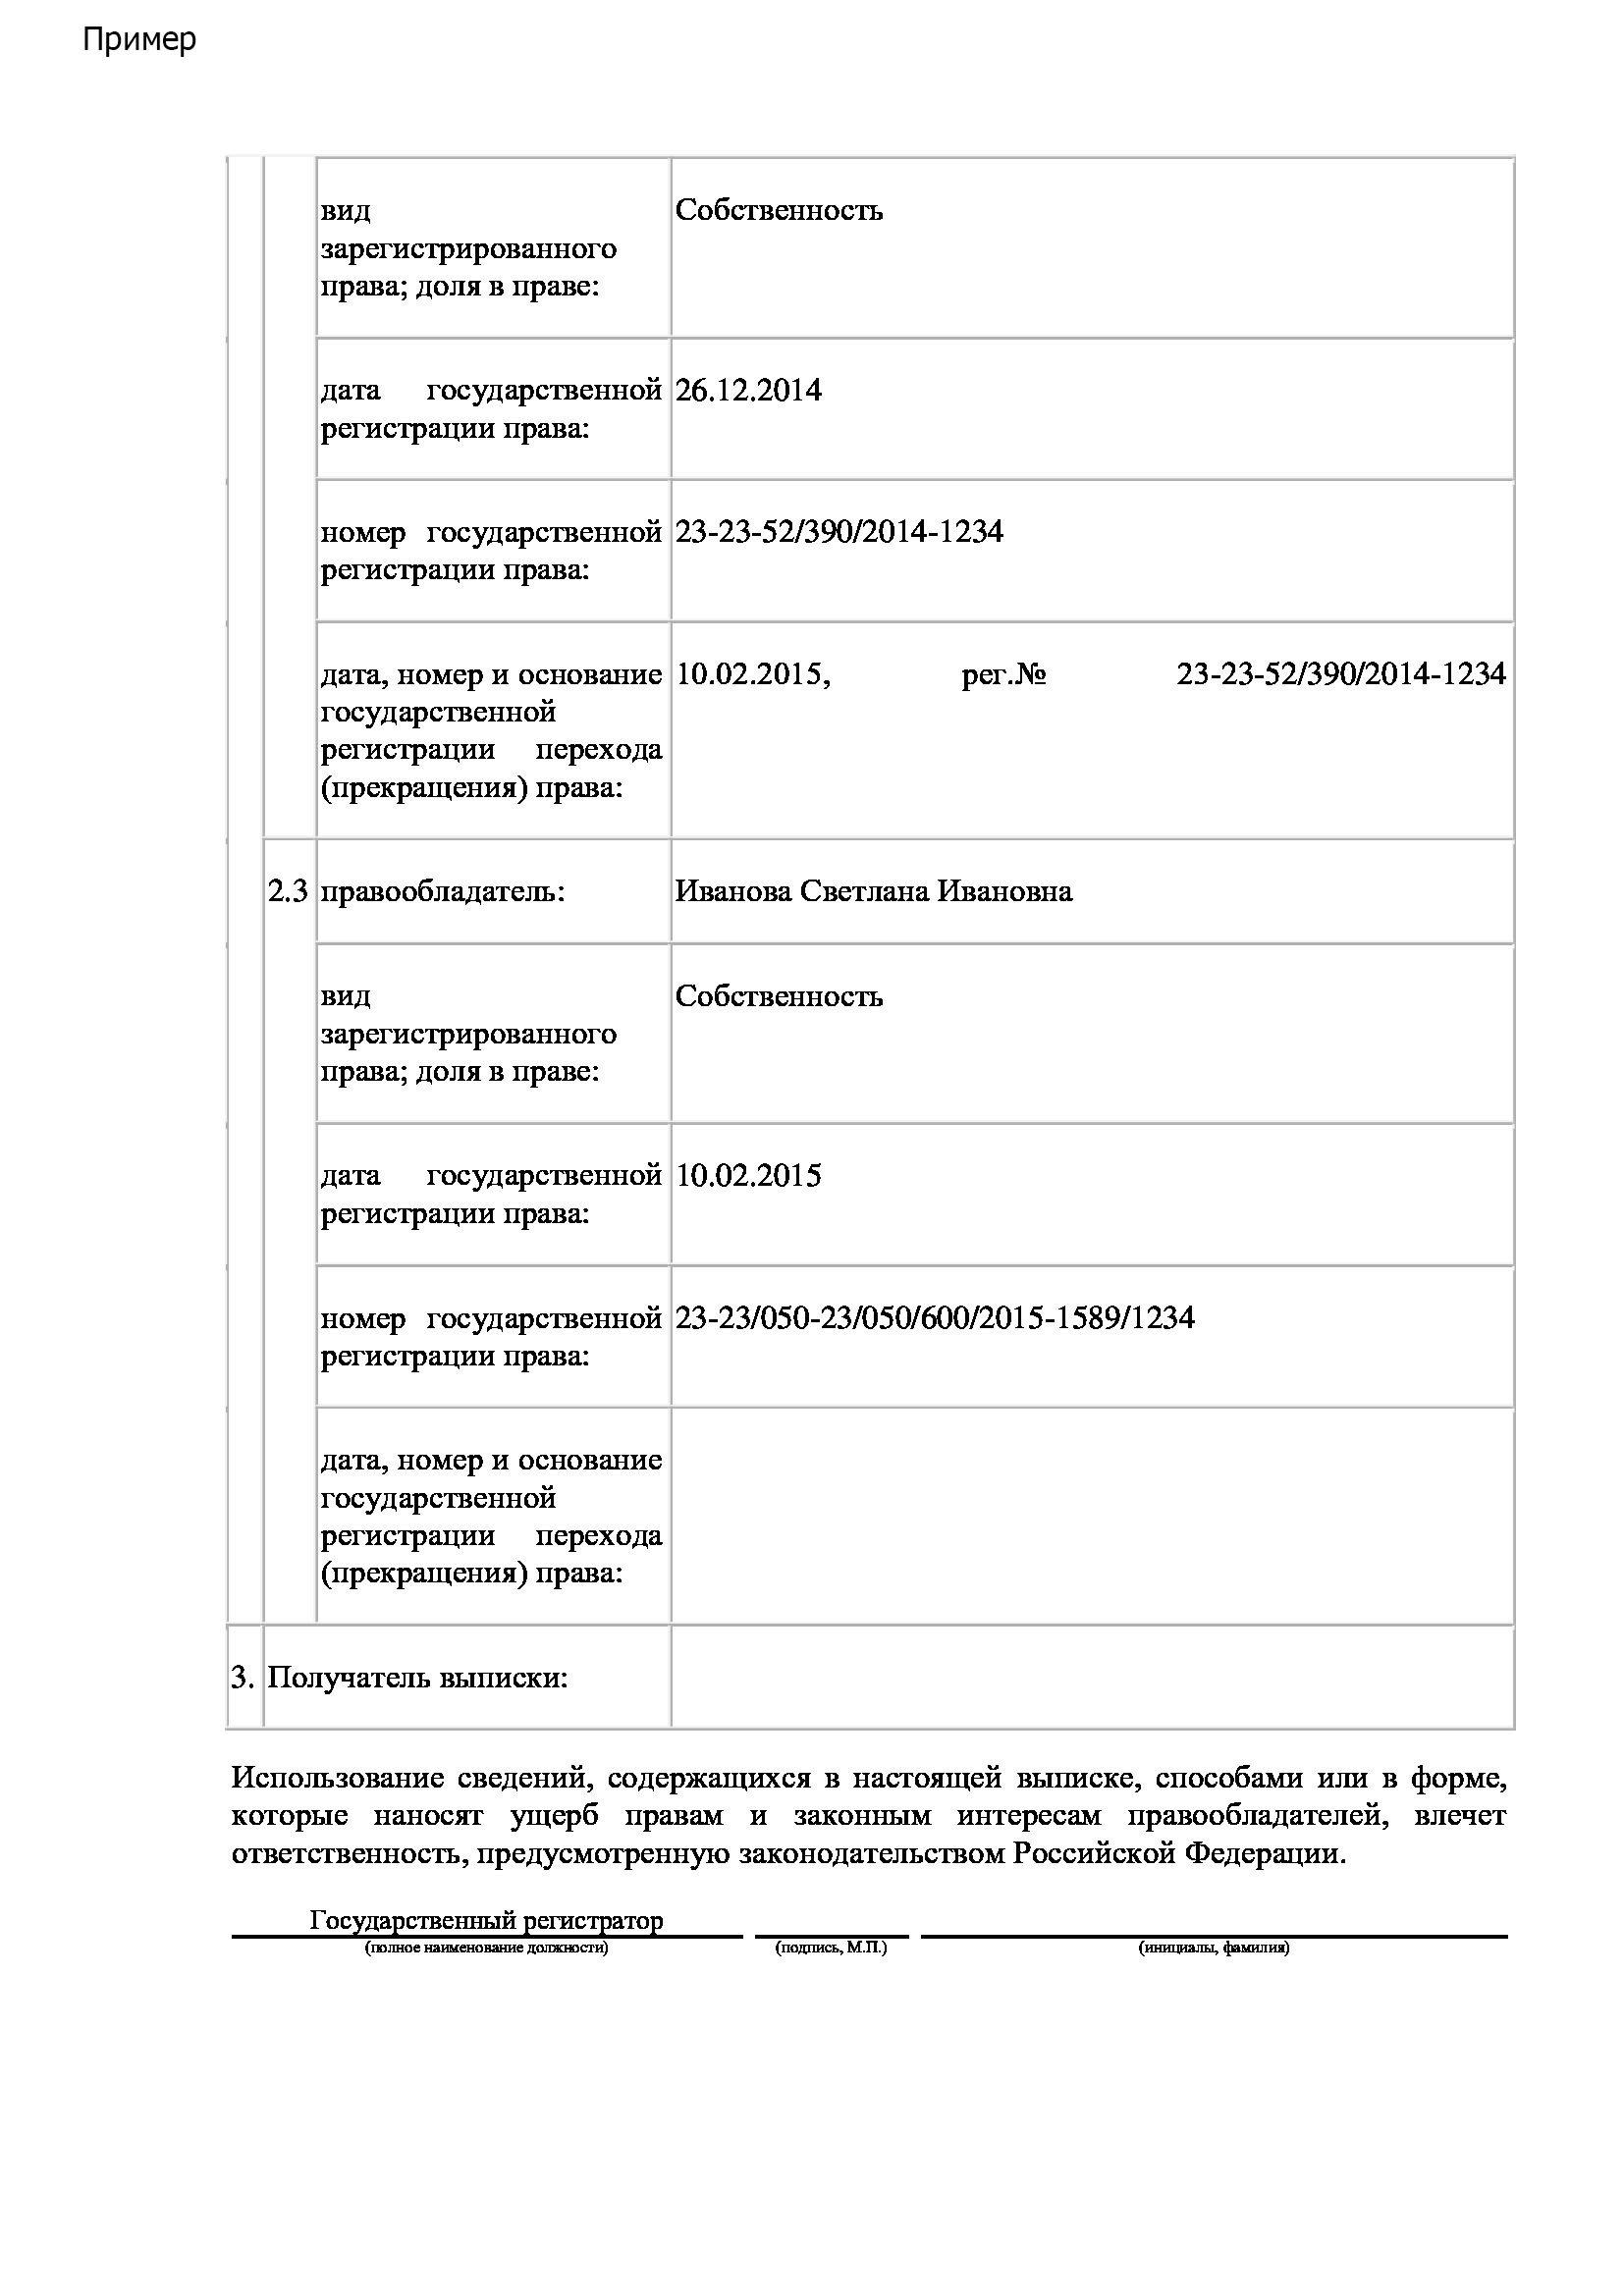 Пример
вид
Собственность
зарегистрированного
права; доля в праве:
дата государственной
26.12.2014
регистрации права:
номер государственной
23-23-52/390/2014-1234
регистрации права:
дата, номер и основание
10.02.2015, рег.№ 23-23-52/390/2014-1234
государственной
регистрации перехода
(прекращения) права:
2.3 правообладатель:
Иванова Светлана Ивановна
вид
Собственность
зарегистрированного
права; доля в праве:
дата государственной
10.02.2015
регистрации права:
номер государственной
23-23/050-23/050/600/2015-1589/1234
регистрации права:
дата, номер и основание
государственной
регистрации перехода
(прекращения) права:
3. Получатель выписки:
Использование сведений, содержащихся в настоящей выписке, способами или в форме,
которые наносят ущерб правам и законным интересам правообладателей, влечет
ответственность, предусмотренную законодательством Российской Федерации.
Государственный регистратор
(полное наименование должности) (подпись, М.П.) (инициалы, фамилия)